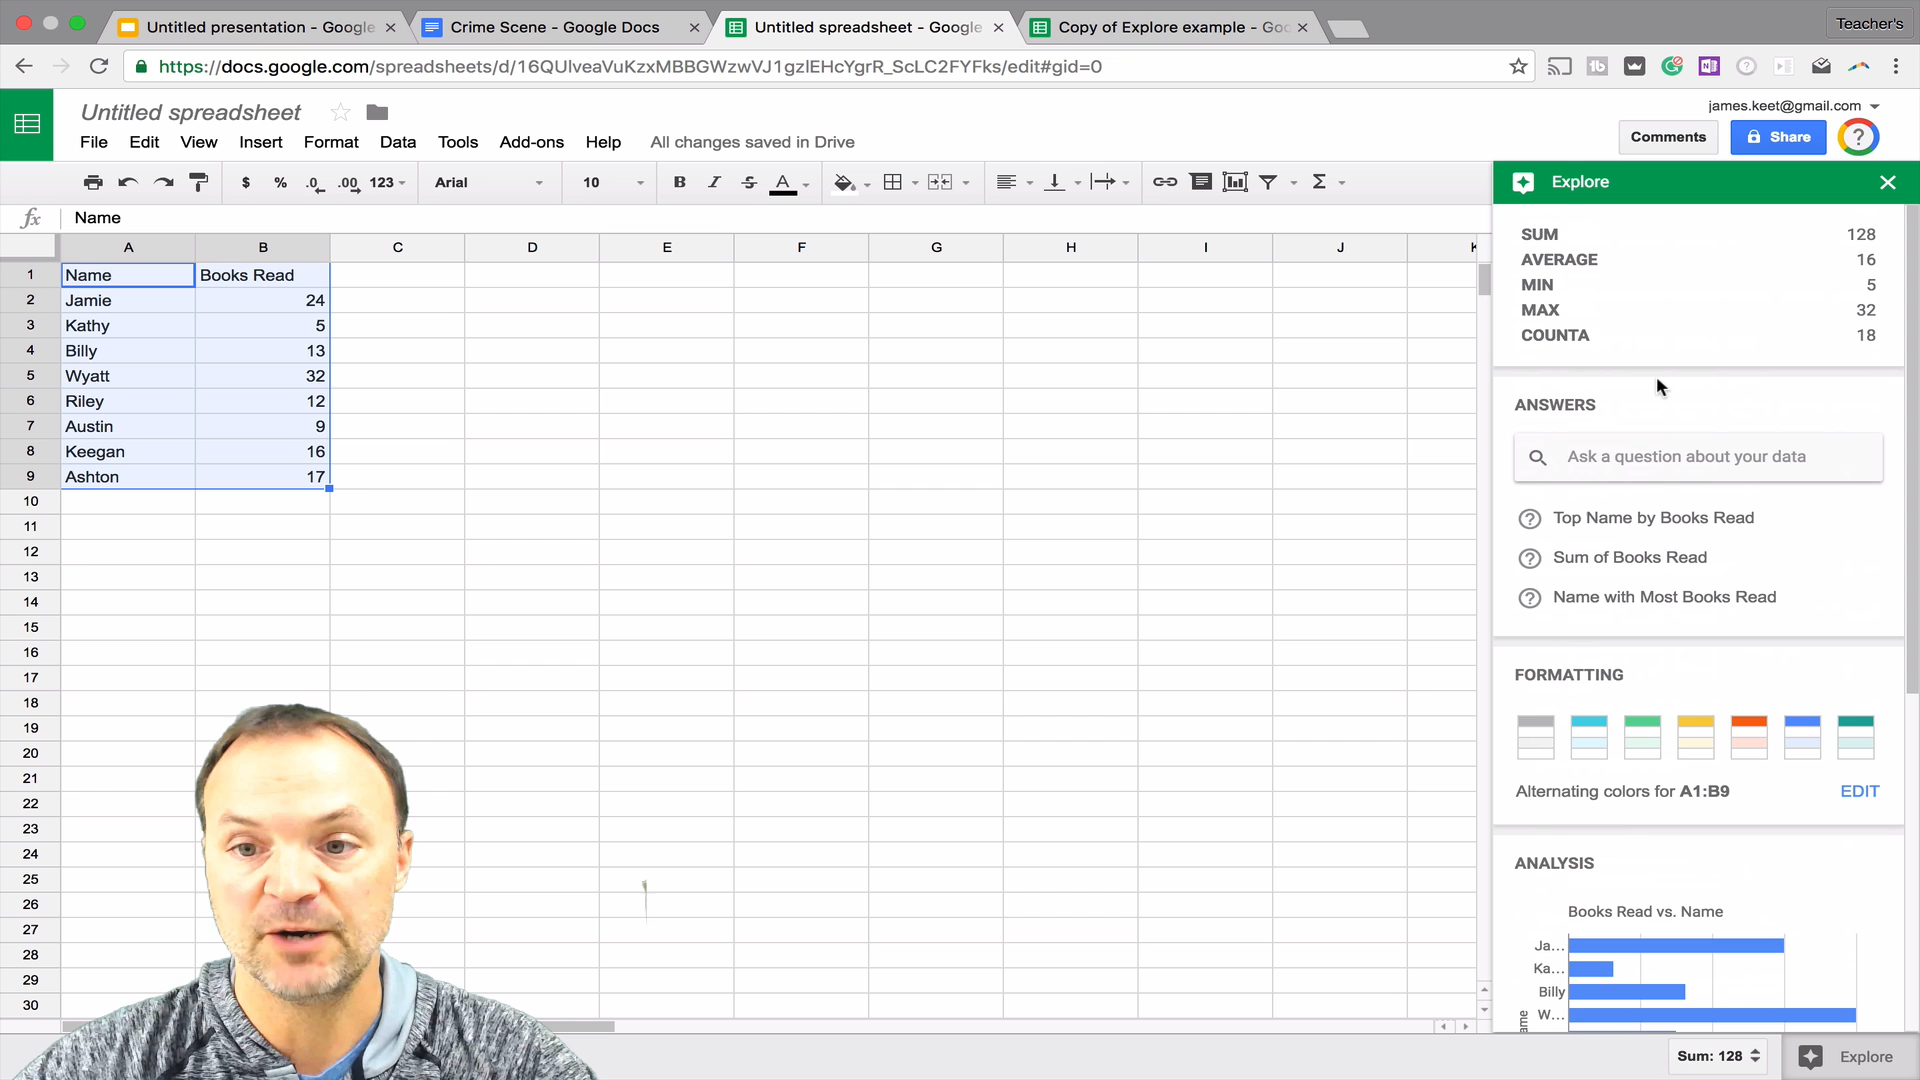 Untitled presentation - Google
Crime Scene - Google Docs
Untitled spreadsheet - Google
Copy of Explore example - Goo
Teacher's
https://docs.google.com/spreadsheets/d/16QUlveaVuKzxMBBGWzwVJ1gzlEHcYgrR_ScLC2FYFks/edit#gid=0
Untitled spreadsheet
james.keet@gmail.com
File Edit View Insert Format Data Tools Add-ons Help All changes saved in Drive
Comments Share
$ % .0 .00 123 Arial 10 B I S A Σ
Explore
fx Name
A B C D E F G H I J K
1 Name Books Read
2 Jamie 24
3 Kathy 5
4 Billy 13
5 Wyatt 32
6 Riley 12
7 Austin 9
8 Keegan 16
9 Ashton 17
10
11
12
13
14
15
16
17
18
19
20
21
22
23
24
25
26
27
28
29
30
SUM 128
AVERAGE 16
MIN 5
MAX 32
COUNTA 18
ANSWERS
Ask a question about your data
Top Name by Books Read
Sum of Books Read
Name with Most Books Read
FORMATTING
Alternating colors for A1:B9 EDIT
ANALYSIS
Books Read vs. Name
Ja...
Ka...
Billy
W...
ame
Sum: 128
Explore